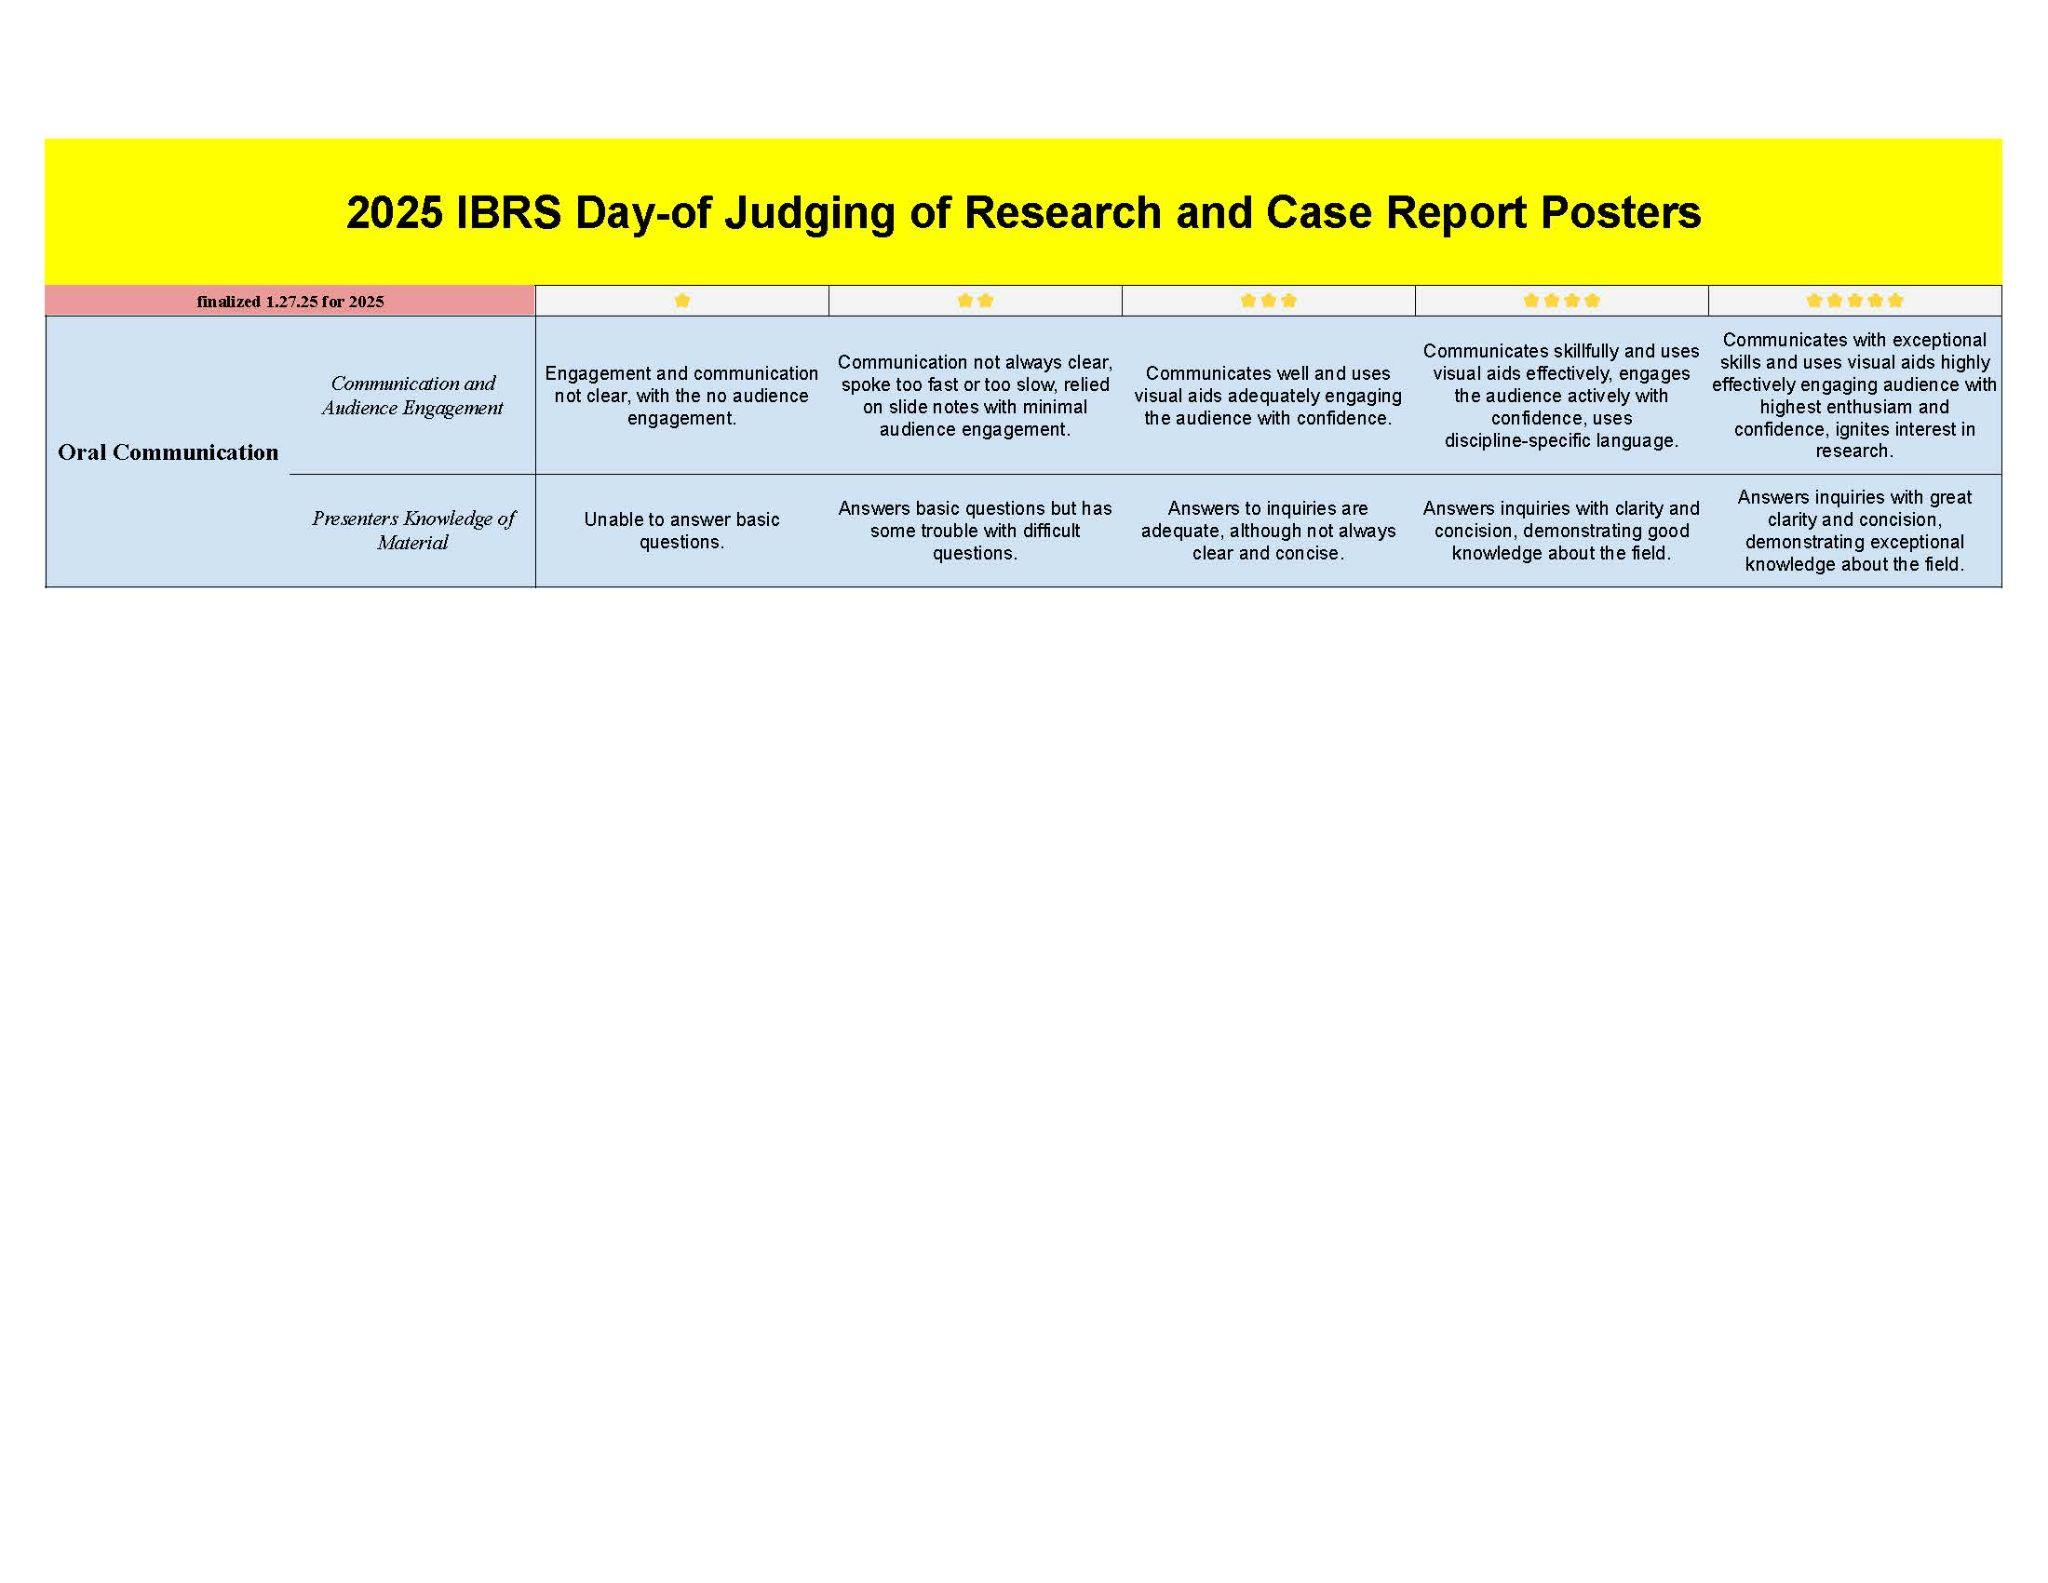 2025 IBRS Day-of Judging of Research and Case Report Posters
finalized 1.27.25 for 2025
Oral Communication
Communication and
Audience Engagement
Engagement and communication
not clear, with the no audience
engagement.
Communication not always clear,
spoke too fast or too slow, relied
on slide notes with minimal
audience engagement.
Communicates well and uses
visual aids adequately engaging
the audience with confidence.
Communicates skillfully and uses
visual aids effectively, engages
the audience actively with
confidence, uses
discipline-specific language.
Communicates with exceptional
skills and uses visual aids highly
effectively engaging audience with
highest enthusiam and
confidence, ignites interest in
research.
Presenters Knowledge of
Material
Unable to answer basic
questions.
Answers basic questions but has
some trouble with difficult
questions.
Answers to inquiries are
adequate, although not always
clear and concise.
Answers inquiries with clarity and
concision, demonstrating good
knowledge about the field.
Answers inquiries with great
clarity and concision,
demonstrating exceptional
knowledge about the field.